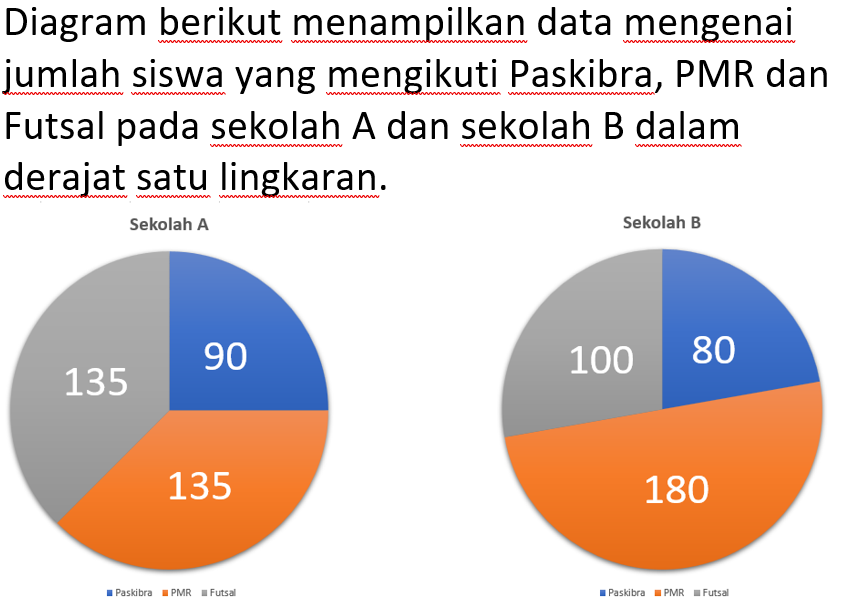 Diagram berikut menampilkan data mengenai
jumlah siswa yang mengikuti Paskibra, PMR dan
Futsal pada sekolah A dan sekolah B dalam
derajat satu lingkaran.
Sekolah A
90
135
135
Paskibra PMR Futsal
Sekolah B
80
100
180
Paskibra PMR Futsal